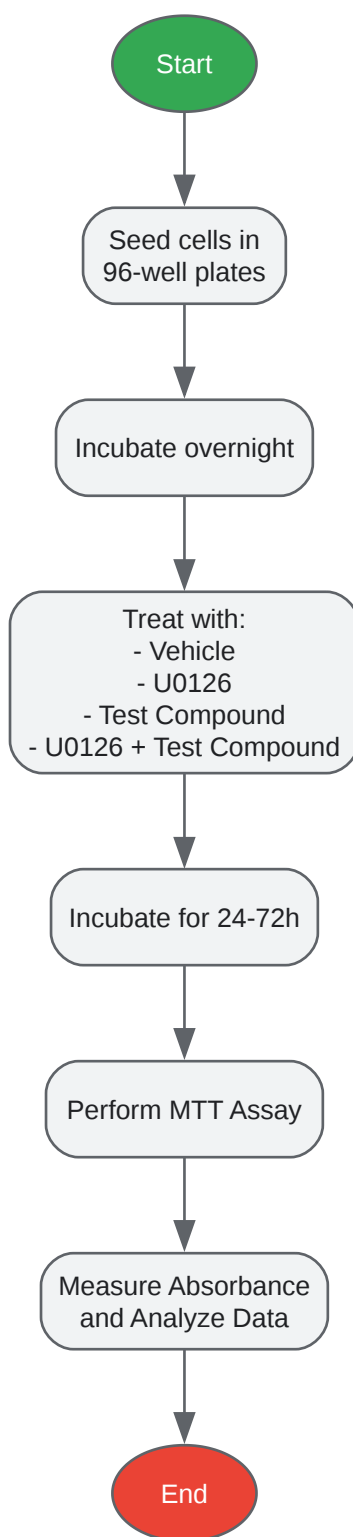 Start
Seed cells in
96-well plates
Incubate overnight
Treat with:
- Vehicle
- U0126
- Test Compound
- U0126 + Test Compound
Incubate for 24-72h
Perform MTT Assay
Measure Absorbance
and Analyze Data
End